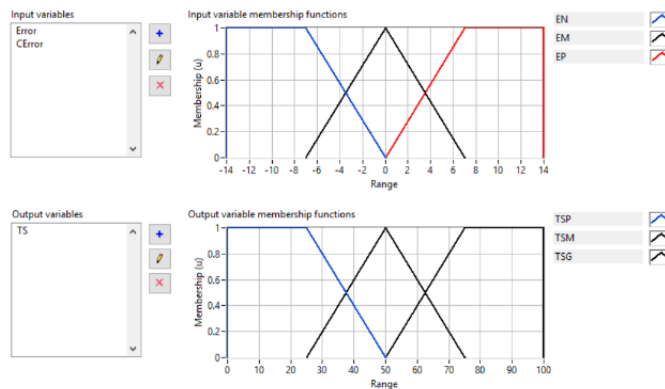 Input variables
Error
CError
Input variable membership functions
Membership (u)
1
0.8
0.6
0.4
0.2
0
-14 -12 -10 -8 -6 -4 -2 0 2 4 6 8 10 12 14
Range
EN
EM
EP
Output variables
TS
Output variable membership functions
Membership (u)
1
0.8
0.6
0.4
0.2
0
0 10 20 30 40 50 60 70 80 90 100
Range
TSP
TSM
TSG